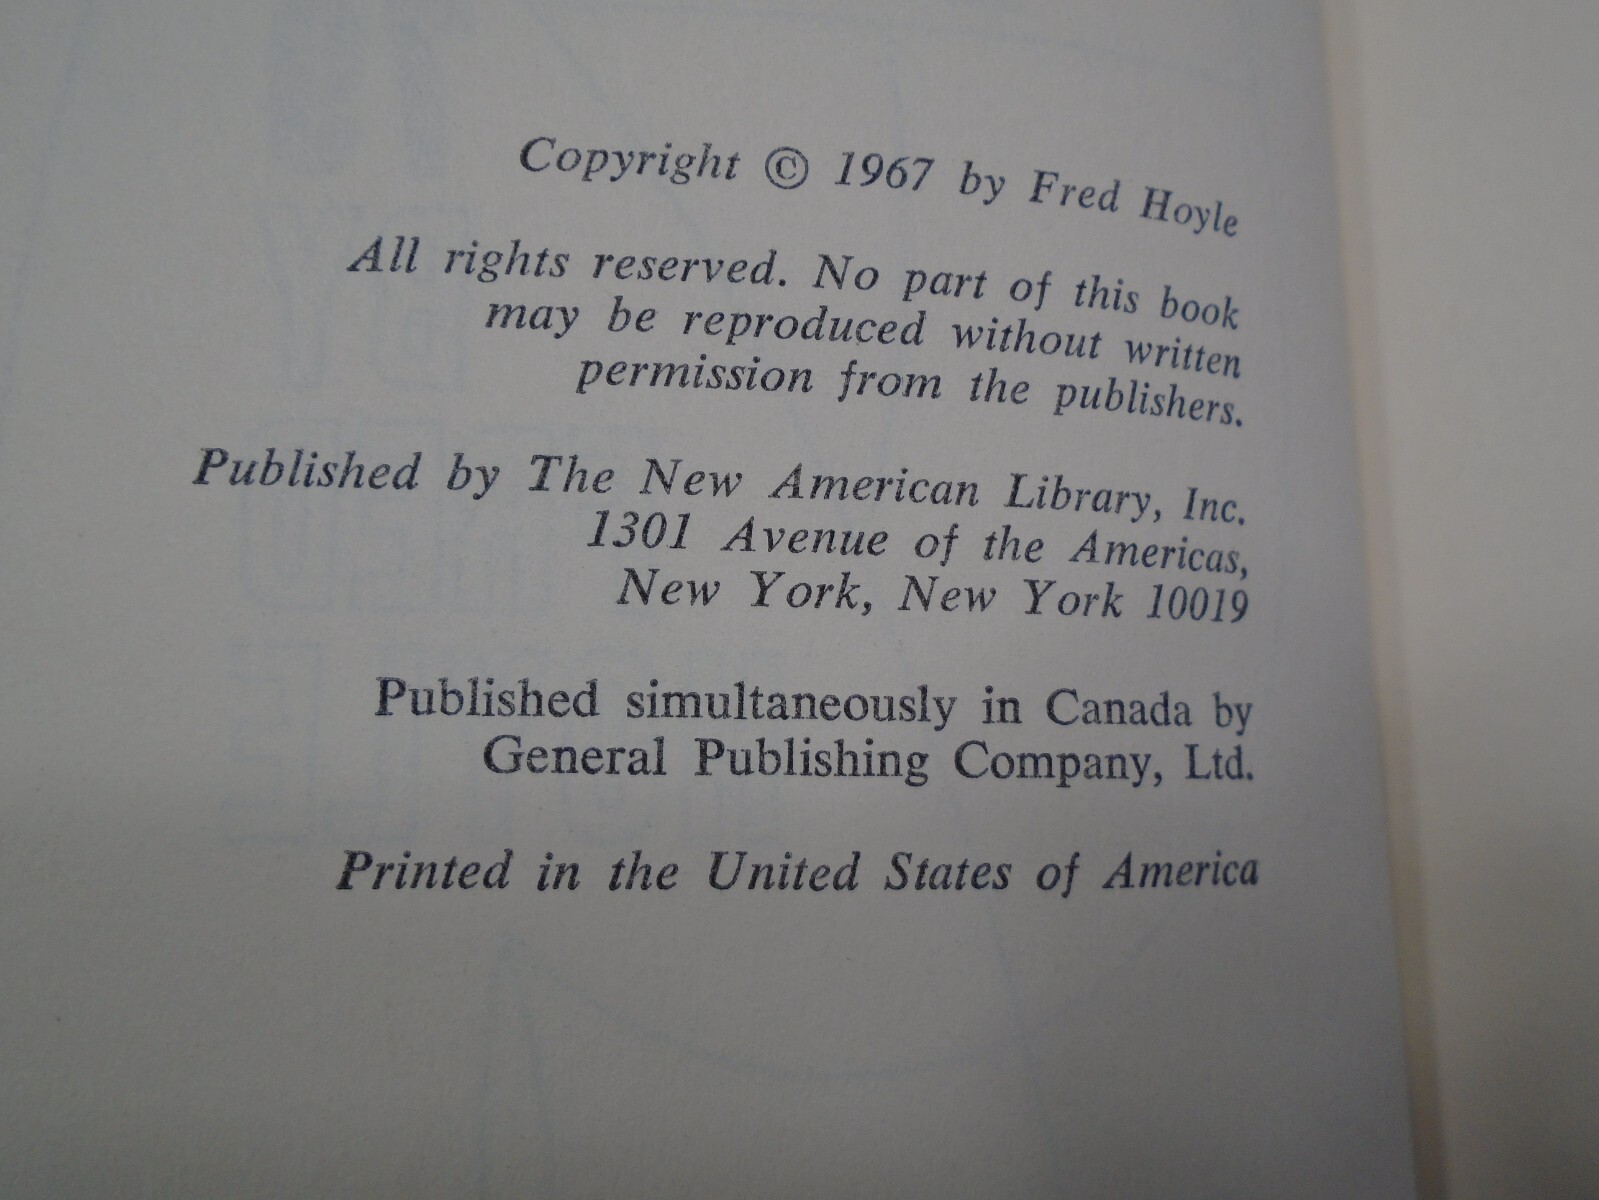 Copyright © 1967 by Fred Hoyle
All rights reserved. No part of this book
may be reproduced without written
permission from the publishers.
Published by The New American Library, Inc.
1301 Avenue of the Americas,
New York, New York 10019
Published simultaneously in Canada by
General Publishing Company, Ltd.
Printed in the United States of America